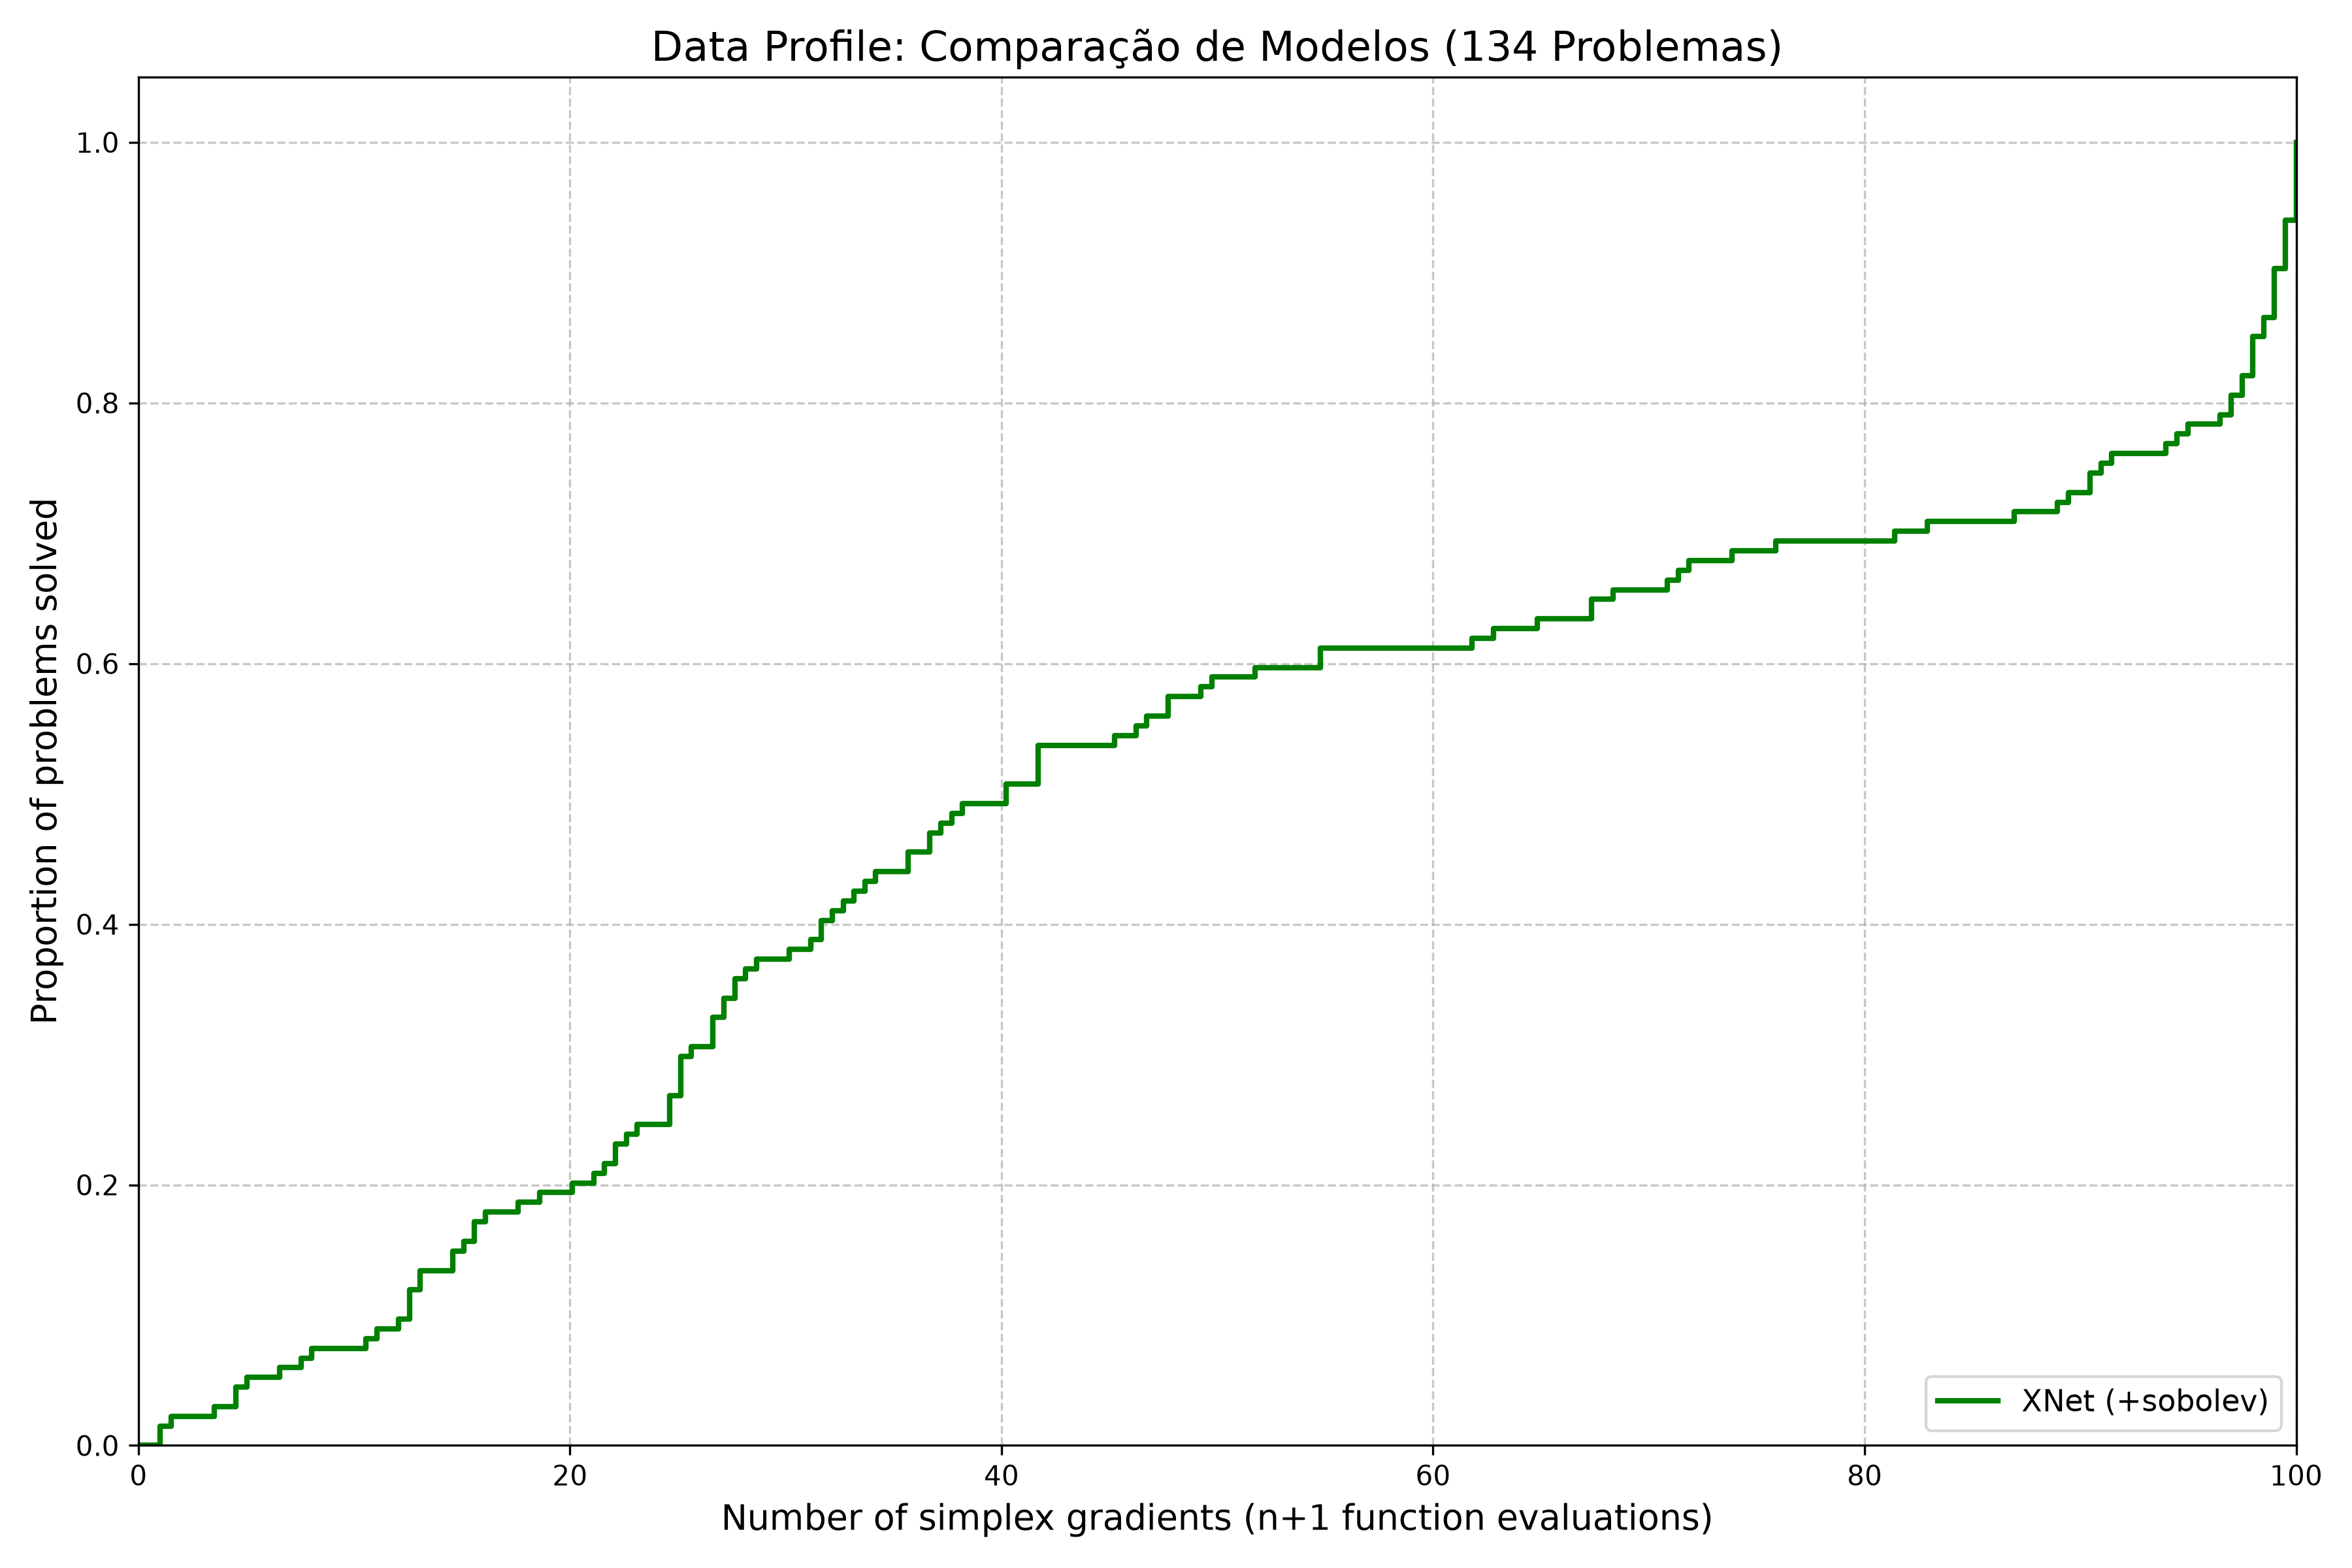 Data Profile: Comparação de Modelos (134 Problemas)
Proportion of problems solved
1.0
0.8
0.6
0.4
0.2
0.0
0 20 40 60 80 100
Number of simplex gradients (n+1 function evaluations)
XNet (+sobolev)